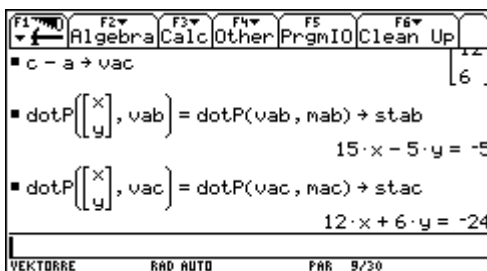 F1 F2 Algebra F3 Calc F4 Other F5 PrgmIO F6 Clean Up
▪ c − a → vac
[6
▪ dotP([x y], vab) = dotP(vab, mab) → stab
15·x − 5·y = -5
▪ dotP([x y], vac) = dotP(vac, mac) → stac
12·x + 6·y = -24
VEKTORRE RAD AUTO PAR 9/30